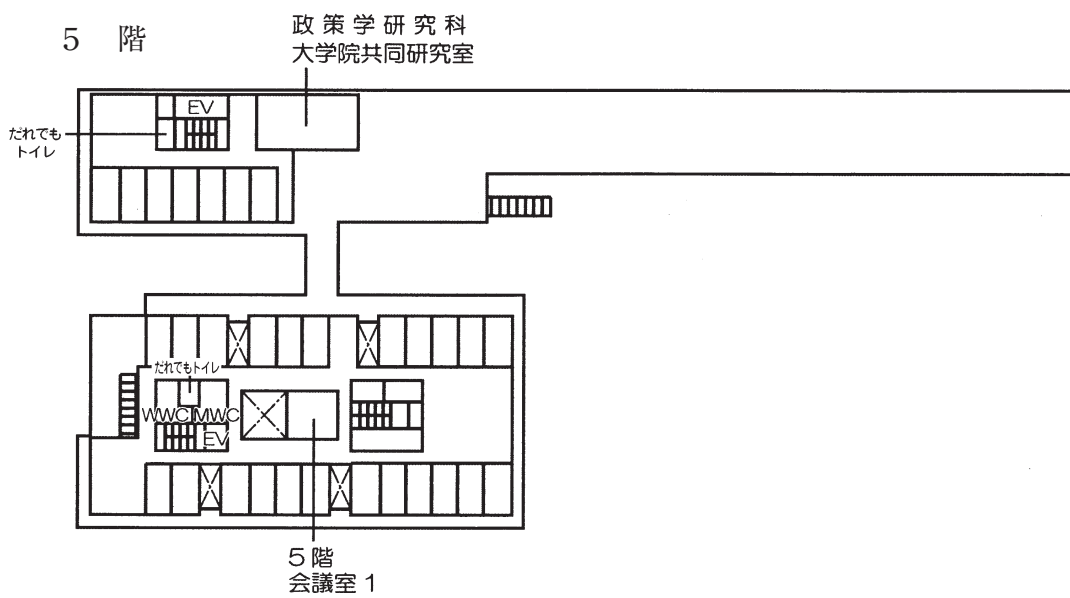 5 階
政策学研究科
大学院共同研究室
EV
だれでも
トイレ
だれでもトイレ
WWC MWC
EV
5階
会議室1